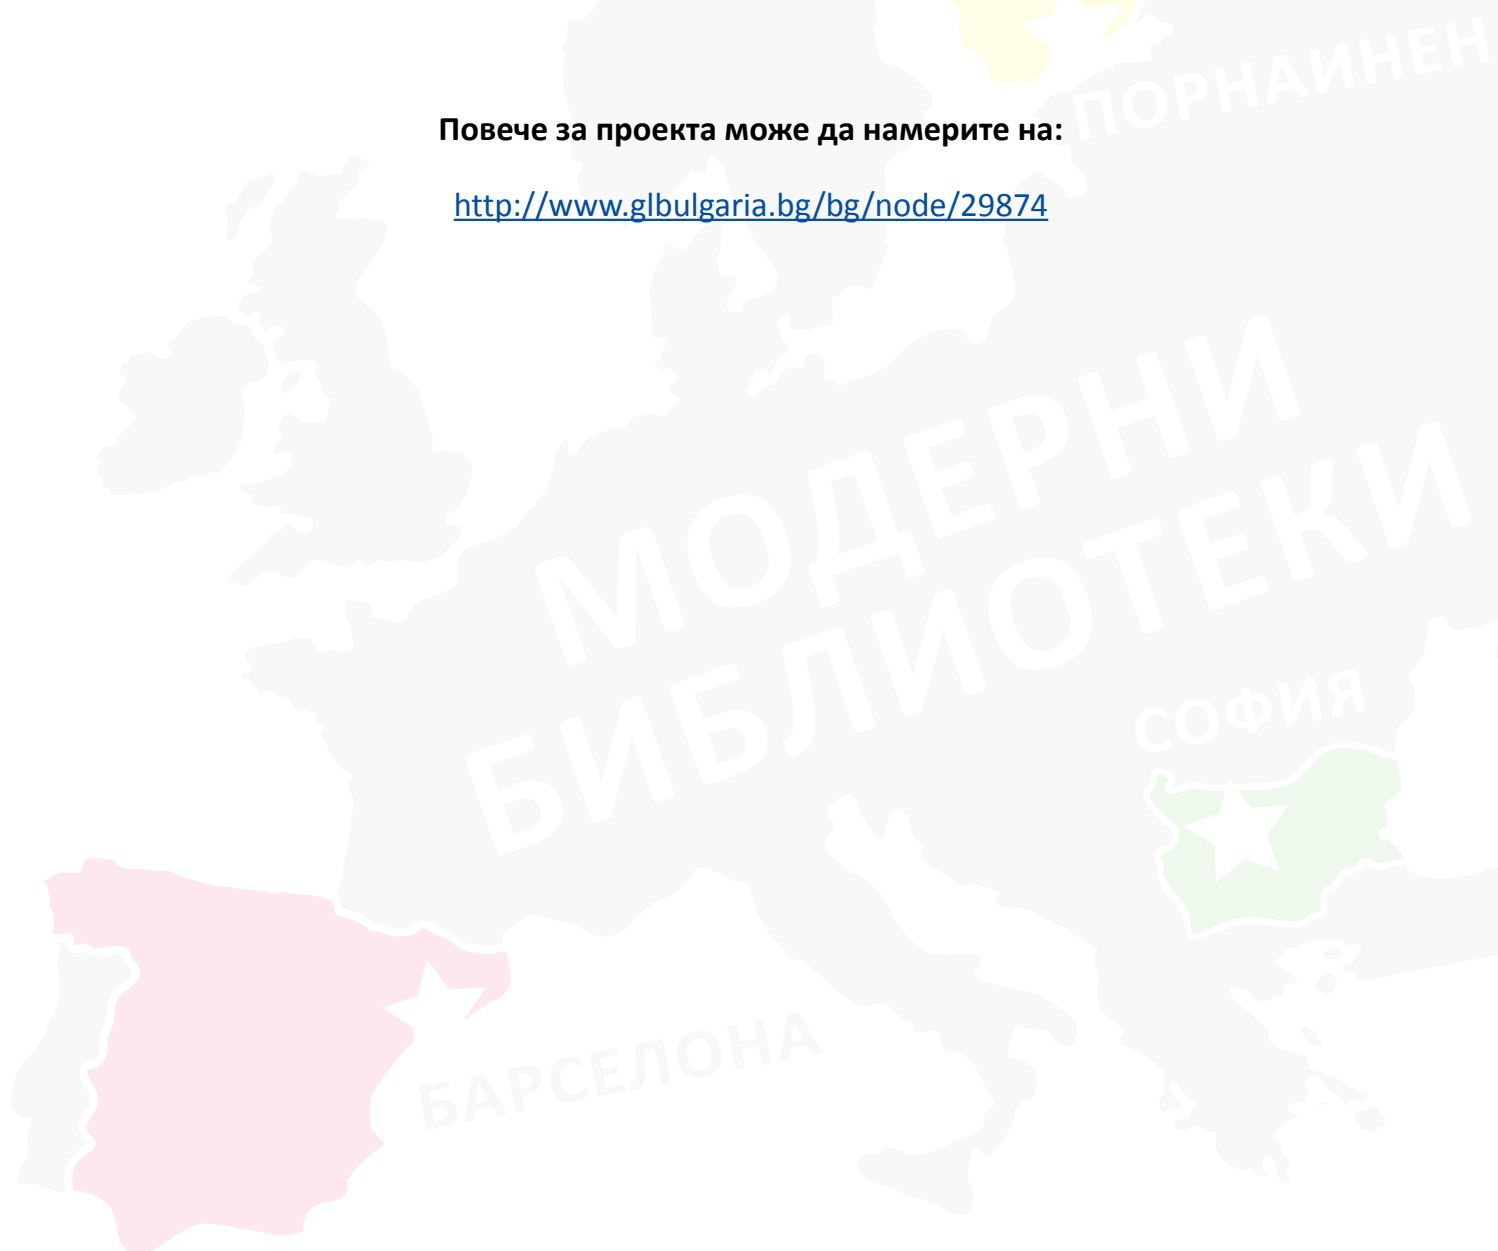 ПОРНАИНЕН
Повече за проекта може да намерите на:
http://www.glbulgaria.bg/bg/node/29874
МОДЕРНИ
БИБЛИОТЕКИ
СОФИЯ
БАРСЕЛОНА